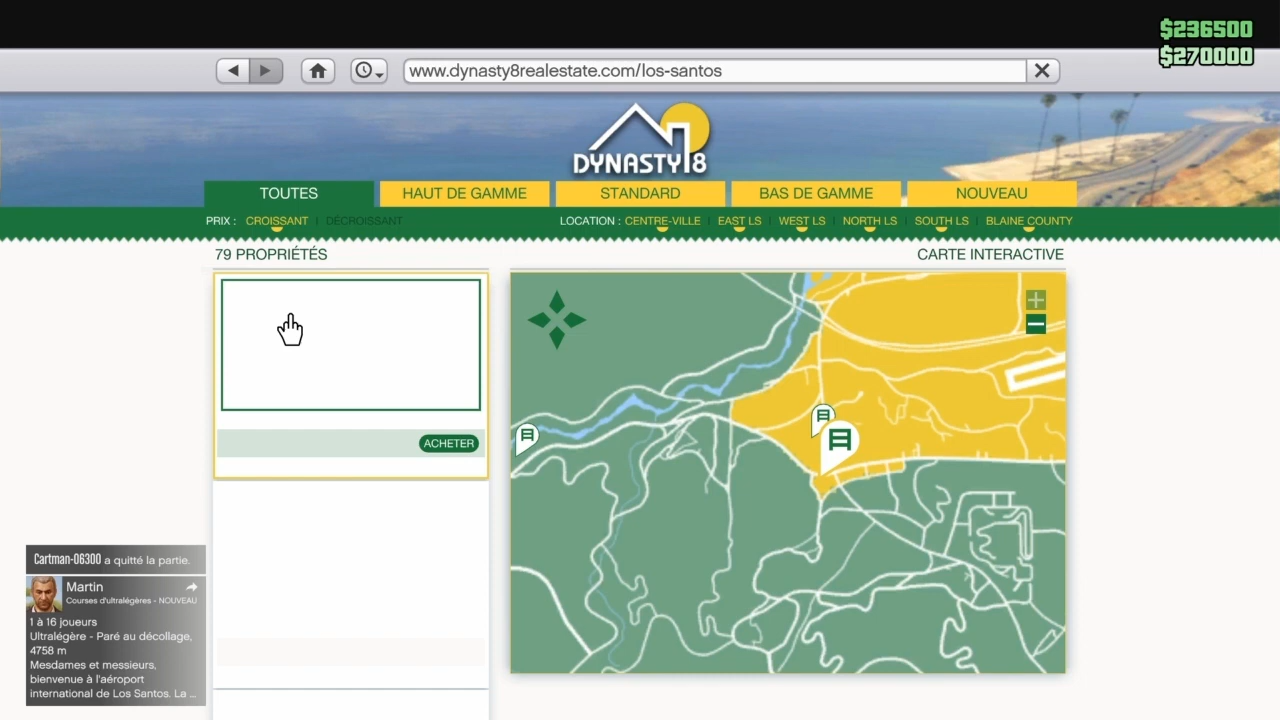 $236500
$270000
www.dynasty8realestate.com/los-santos
DYNASTY 8
TOUTES
HAUT DE GAMME
STANDARD
BAS DE GAMME
NOUVEAU
PRIX : CROISSANT | DÉCROISSANT
LOCATION : CENTRE-VILLE | EAST LS | WEST LS | NORTH LS | SOUTH LS | BLAINE COUNTY
79 PROPRIÉTÉS
CARTE INTERACTIVE
ACHETER
Cartman-06300 a quitté la partie.
Martin
Courses d'ultralégères - NOUVEAU
1 à 16 joueurs
Ultralégère - Paré au décollage,
4758 m
Mesdames et messieurs,
bienvenue à l'aéroport
international de Los Santos. La ...